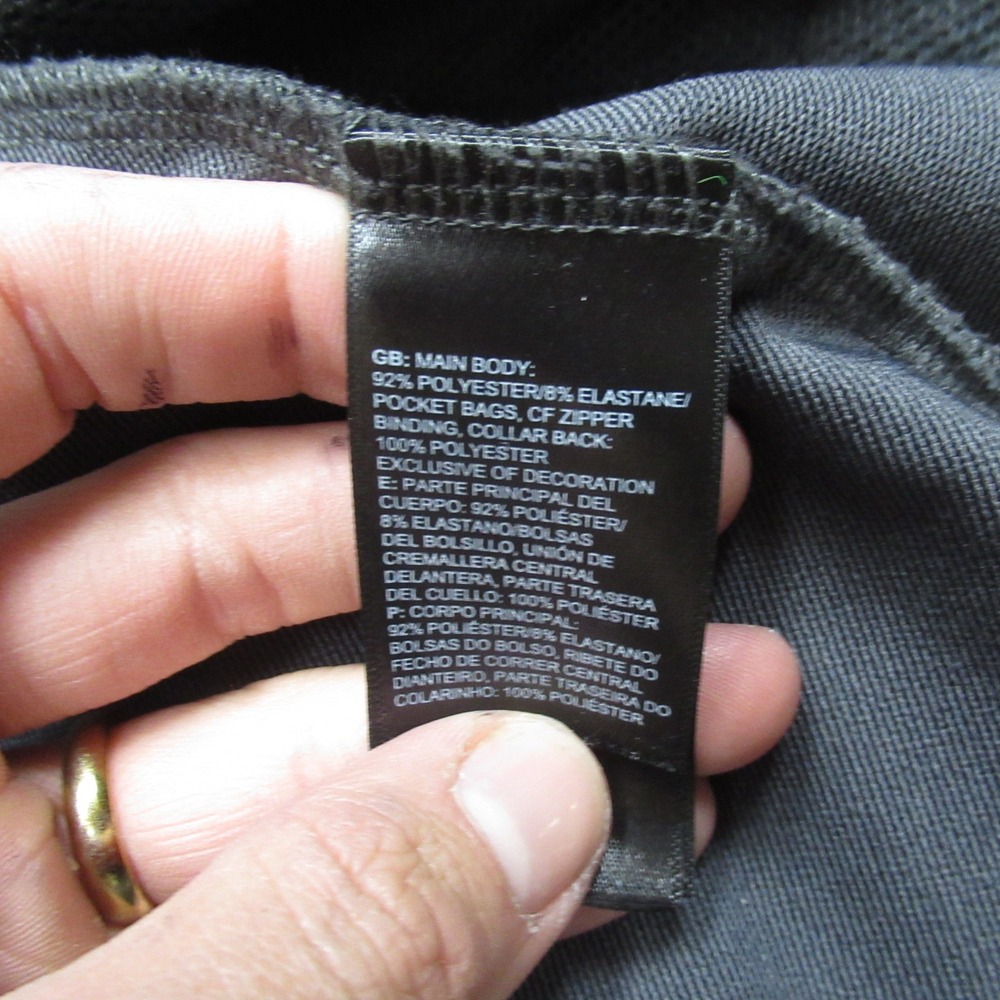 GB: MAIN BODY:
92% POLYESTER/8% ELASTANE/
POCKET BAGS, CF ZIPPER
BINDING, COLLAR BACK:
100% POLYESTER
EXCLUSIVE OF DECORATION
E: PARTE PRINCIPAL DEL
CUERPO: 92% POLIÉSTER/
8% ELASTANO/BOLSAS
DEL BOLSILLO, UNIÓN DE
CREMALLERA CENTRAL
DELANTERA, PARTE TRASERA
DEL CUELLO: 100% POLIÉSTER
P: CORPO PRINCIPAL:
92% POLIÉSTER/8% ELASTANO/
BOLSAS DO BOLSO, RIBETE DO
FECHO DE CORRER CENTRAL
DIANTEIRO, PARTE TRASEIRA DO
COLARINHO: 100% POLIÉSTER